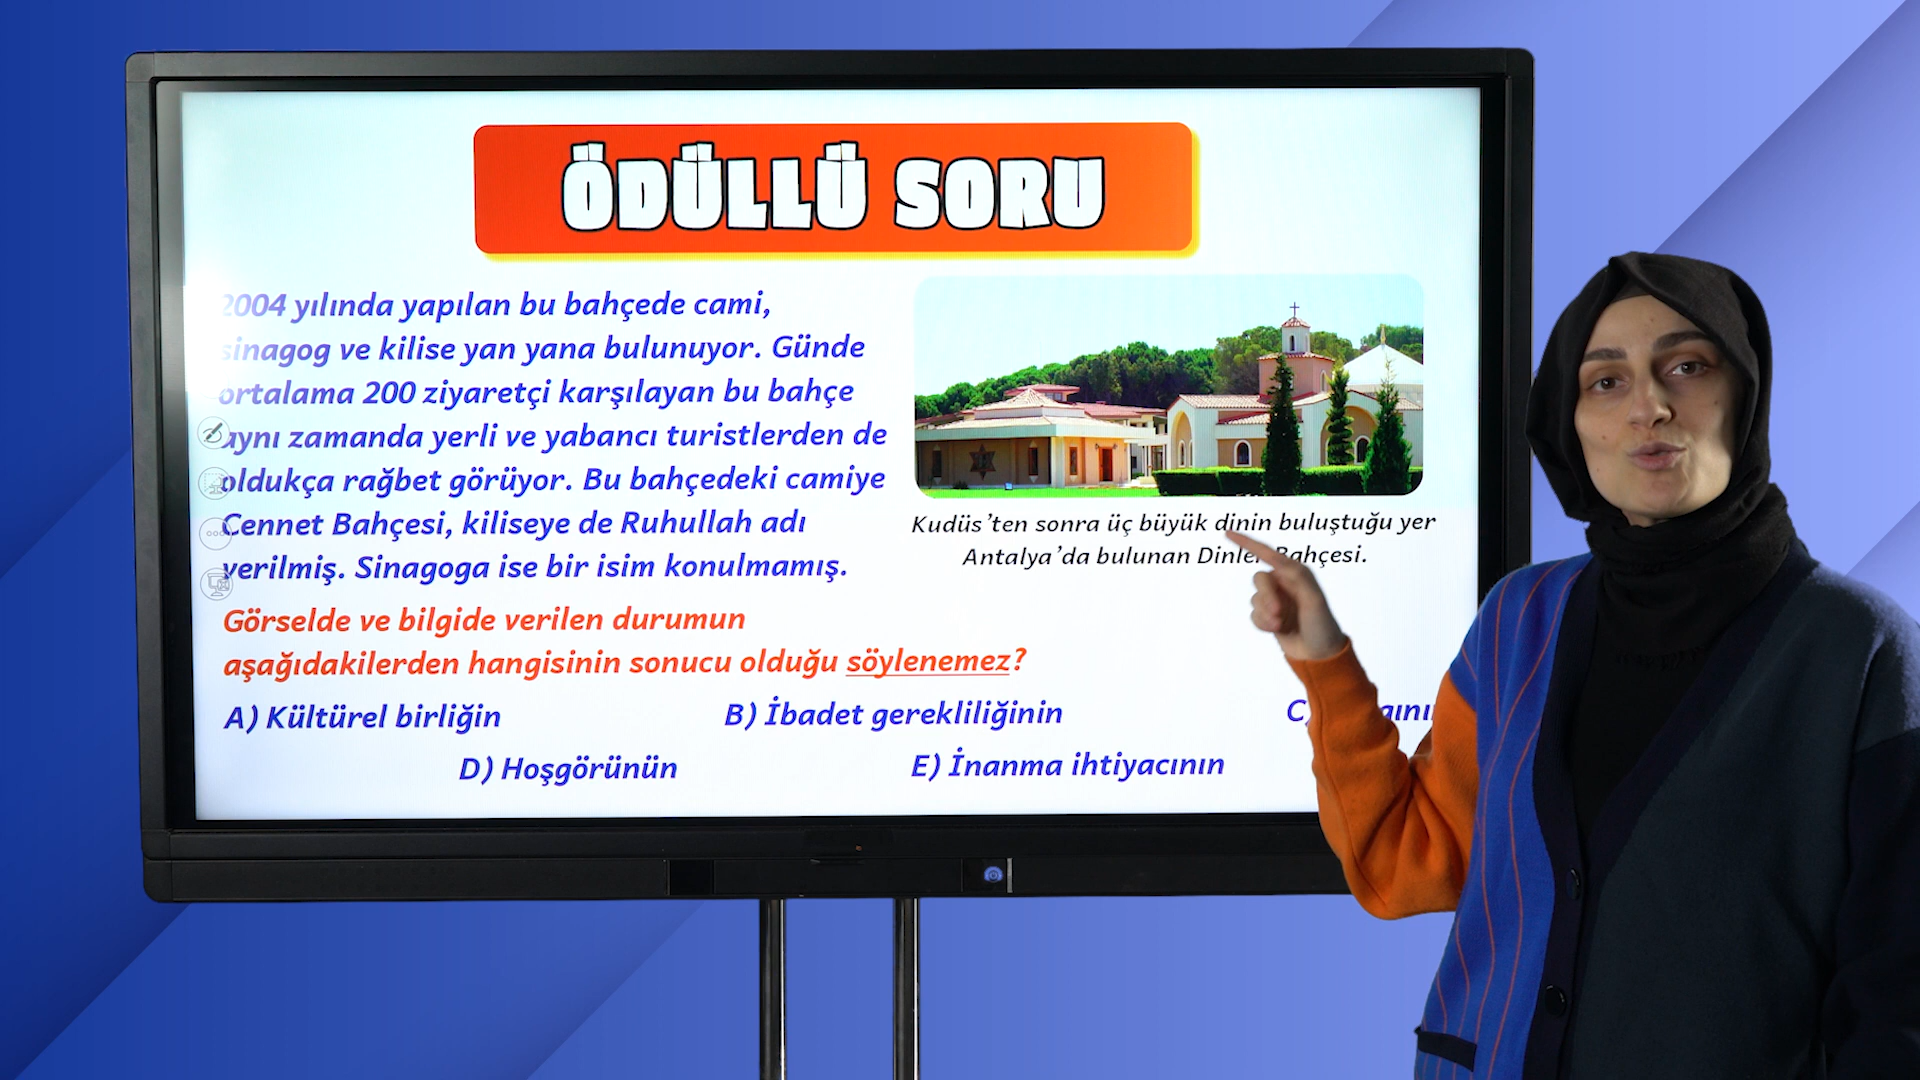 ÖDÜLLÜ SORU
2004 yılında yapılan bu bahçede cami,
sinagog ve kilise yan yana bulunuyor. Günde
ortalama 200 ziyaretçi karşılayan bu bahçe
aynı zamanda yerli ve yabancı turistlerden de
oldukça rağbet görüyor. Bu bahçedeki camiye
Cennet Bahçesi, kiliseye de Ruhullah adı
verilmiş. Sinagoga ise bir isim konulmamış.
Kudüs'ten sonra üç büyük dinin buluştuğu yer
Antalya'da bulunan Dinler Bahçesi.
Görselde ve bilgide verilen durumun
aşağıdakilerden hangisinin sonucu olduğu söylenemez?
A) Kültürel birliğin
B) İbadet gerekliliğinin
C)
D) Hoşgörünün
E) İnanma ihtiyacının